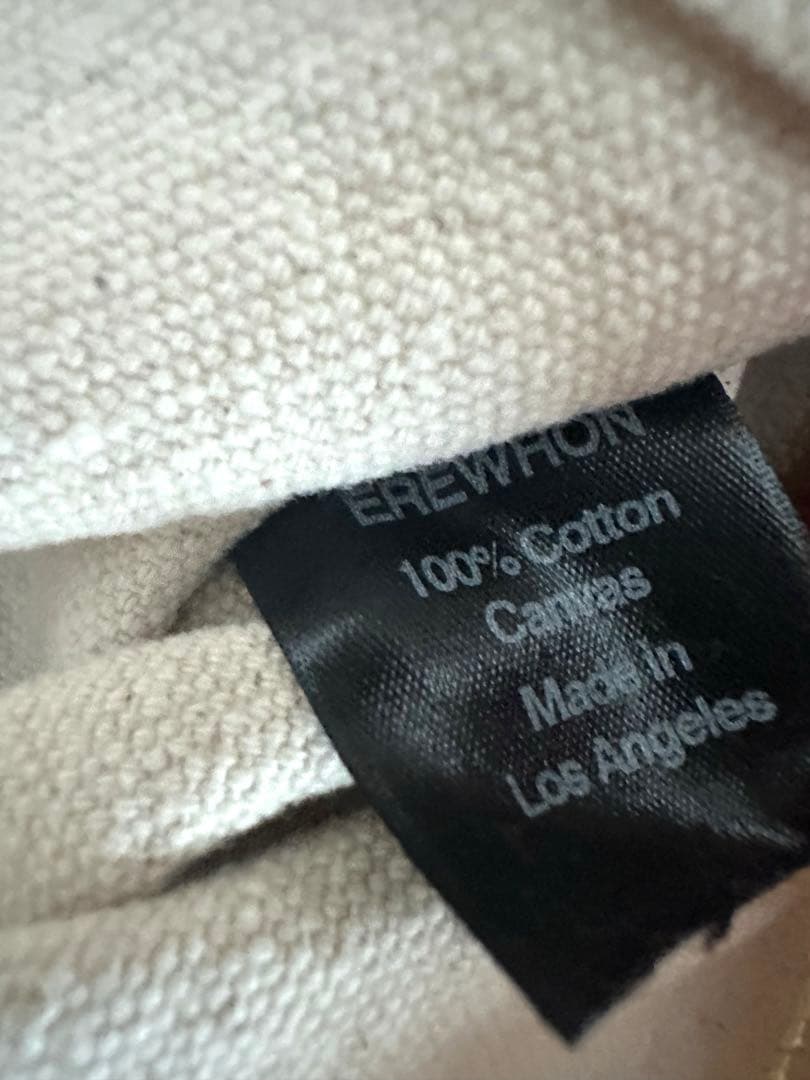 EREWHON
100% Cotton
Canvas
Made in
Los Angeles